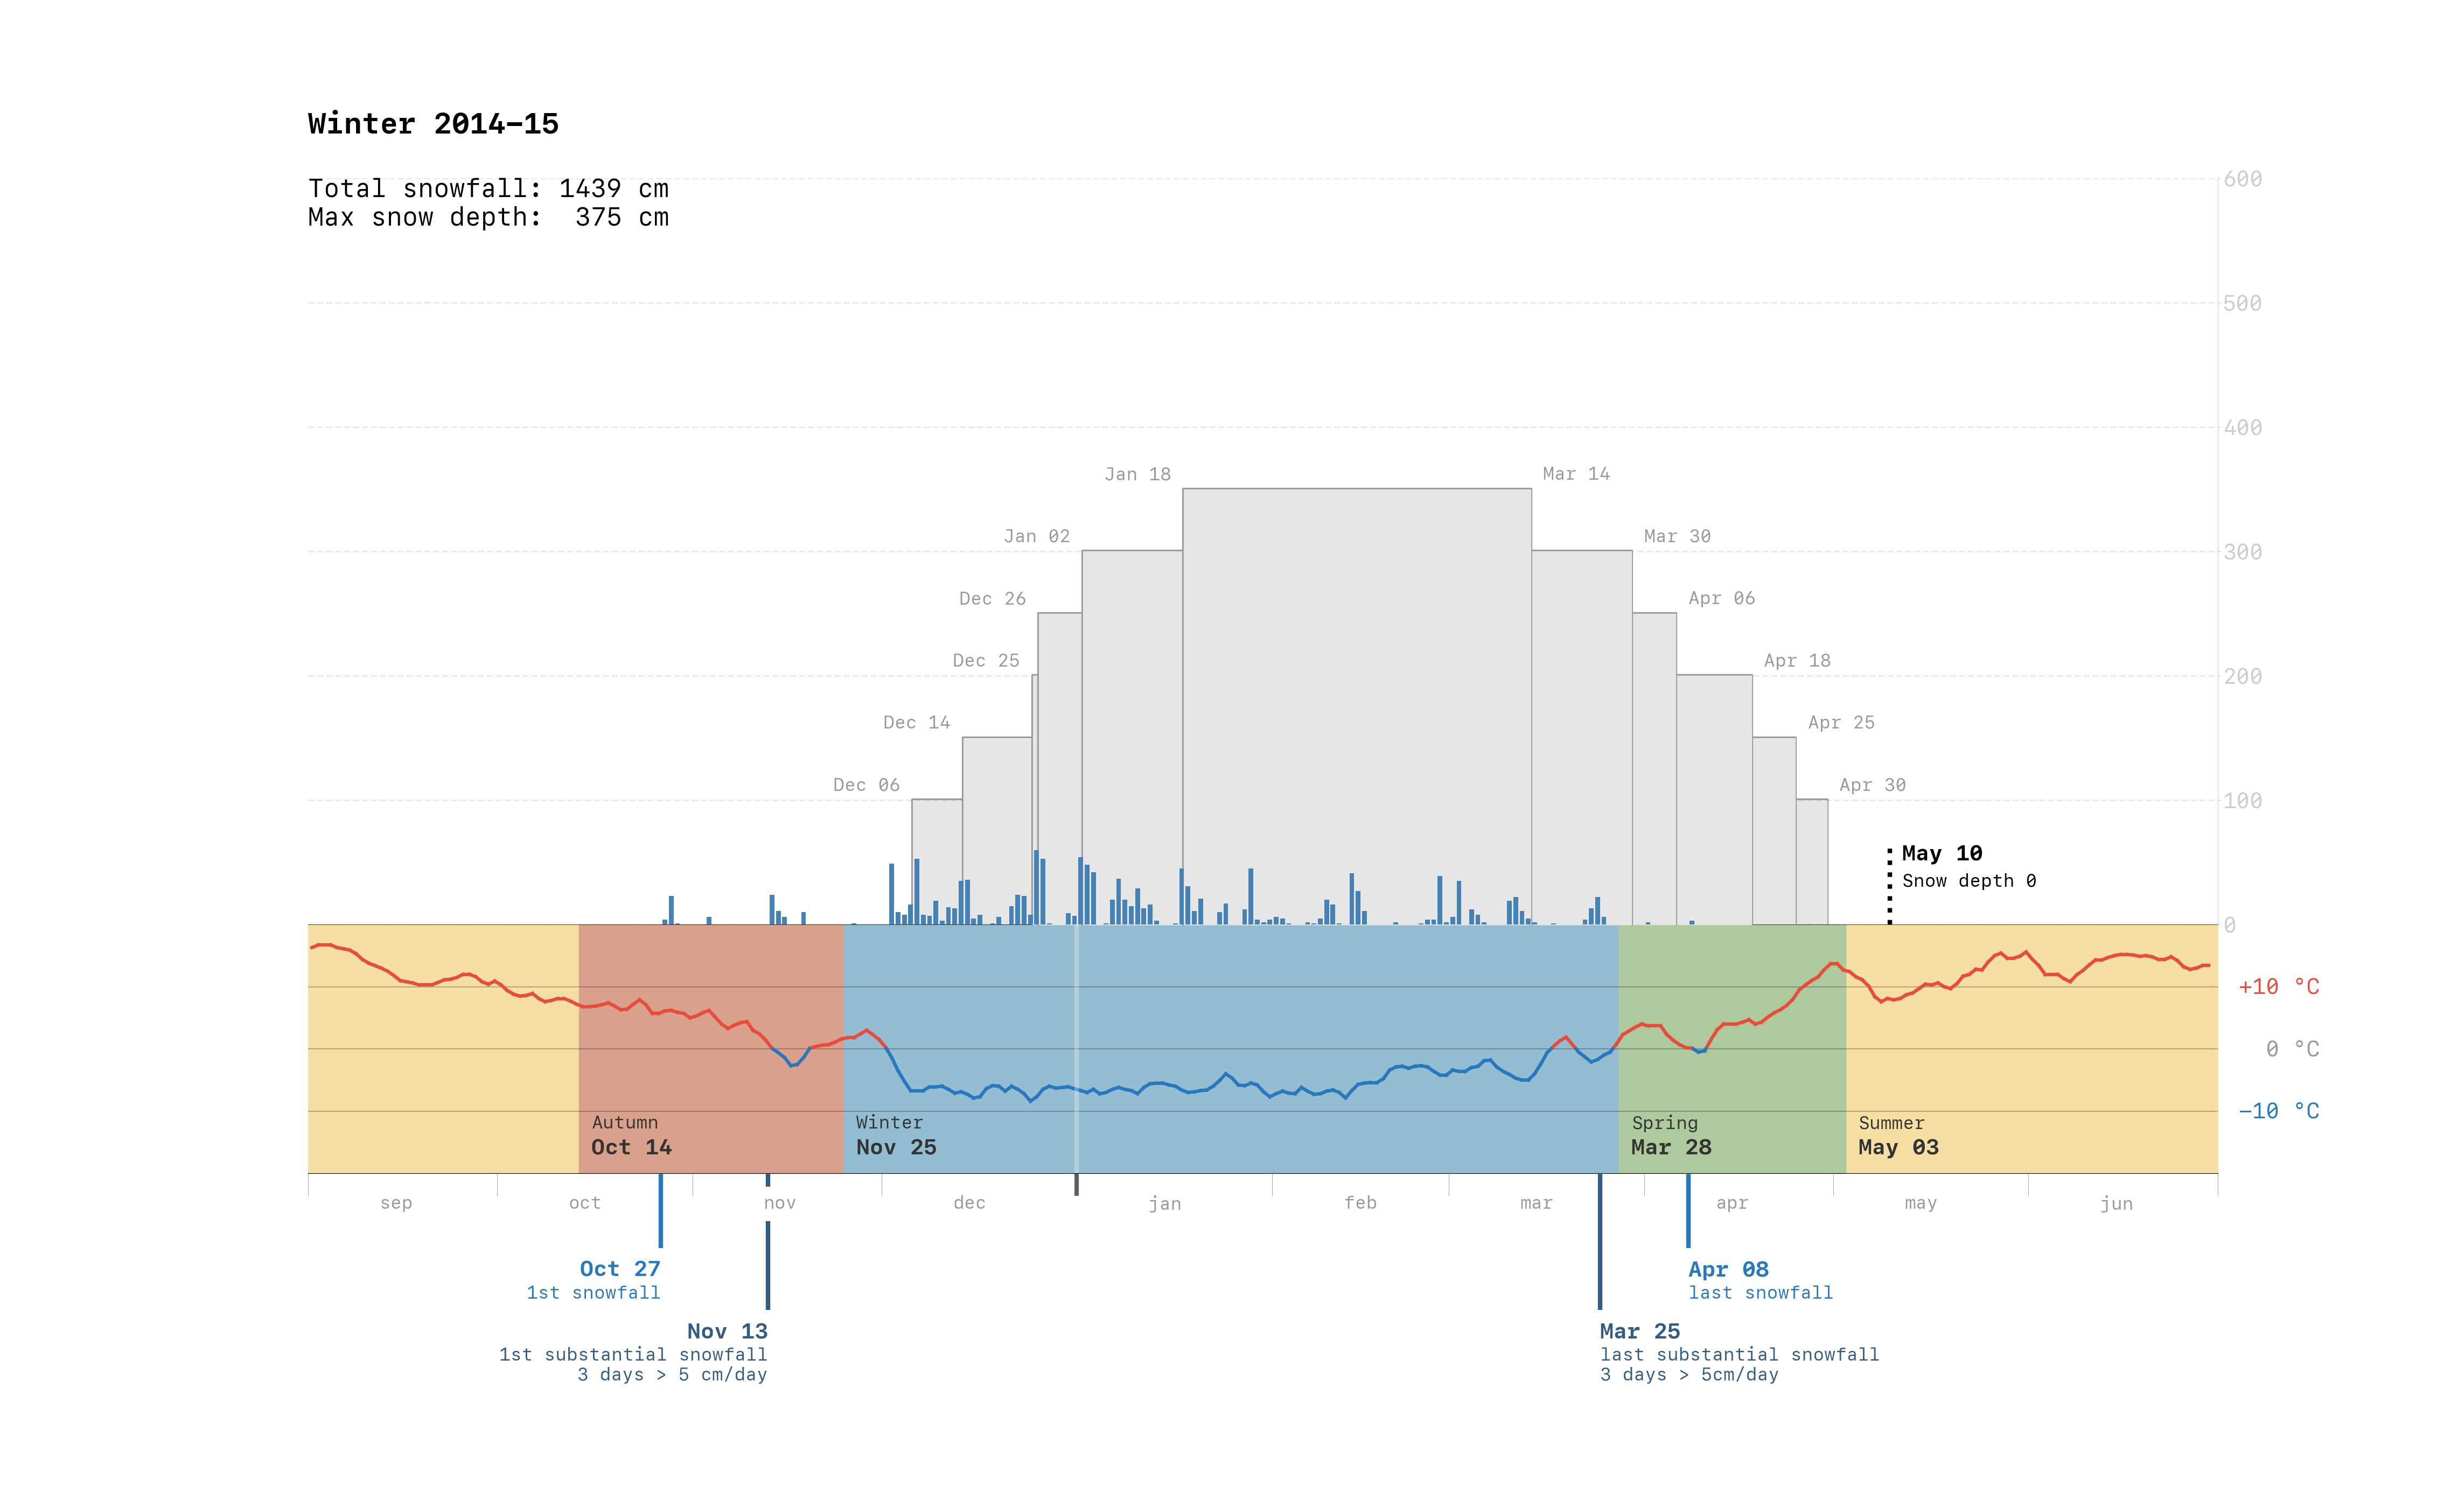 Winter 2014–15
Total snowfall: 1439 cm
Max snow depth: 375 cm
600
500
400
300
200
100
0
Jan 18
Mar 14
Jan 02
Mar 30
Dec 26
Apr 06
Dec 25
Apr 18
Dec 14
Apr 25
Dec 06
Apr 30
May 10
Snow depth 0
+10 °C
0 °C
−10 °C
Autumn
Oct 14
Winter
Nov 25
Spring
Mar 28
Summer
May 03
sep
oct
nov
dec
jan
feb
mar
apr
may
jun
Oct 27
1st snowfall
Nov 13
1st substantial snowfall
3 days > 5 cm/day
Apr 08
last snowfall
Mar 25
last substantial snowfall
3 days > 5cm/day